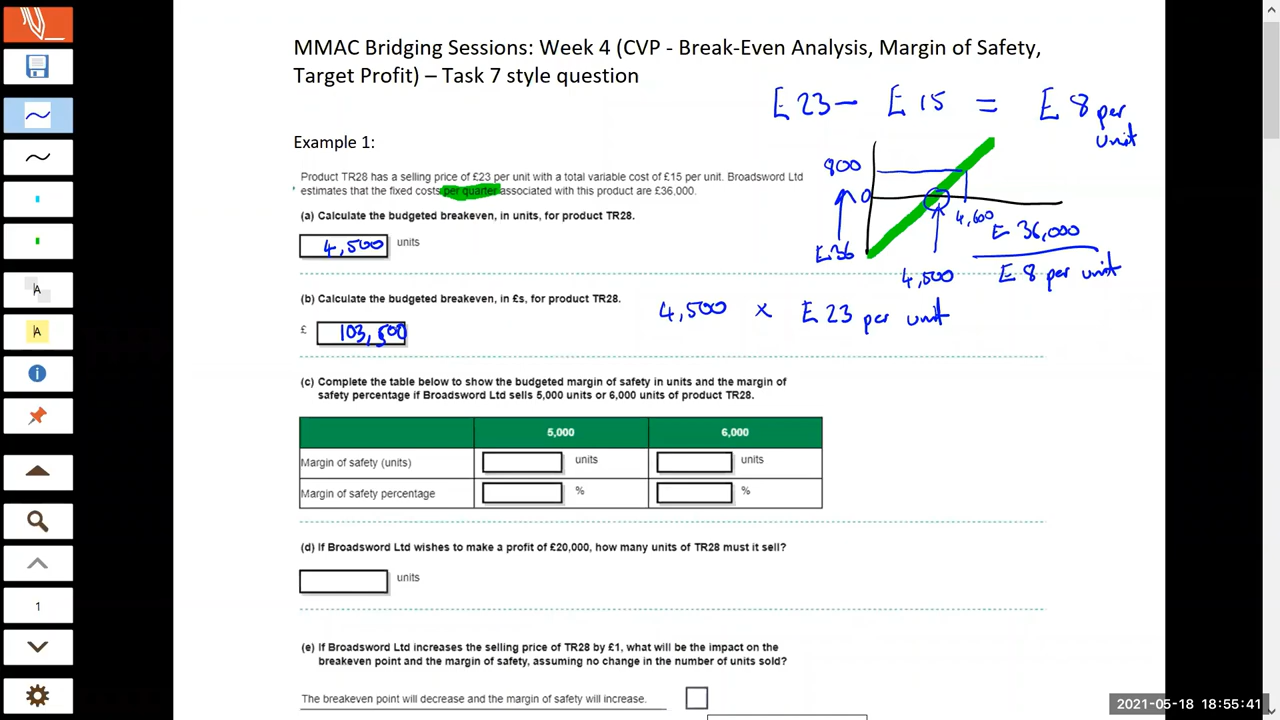 MMAC Bridging Sessions: Week 4 (CVP - Break-Even Analysis, Margin of Safety,
Target Profit) – Task 7 style question
£23 – £15 = £8 per
unit
Example 1:
Product TR28 has a selling price of £23 per unit with a total variable cost of £15 per unit. Broadsword Ltd
estimates that the fixed costs per quarter associated with this product are £36,000.
800
0
£36
4,600
4,500
£36,000
£8 per unit
(a) Calculate the budgeted breakeven, in units, for product TR28.
4,500 units
(b) Calculate the budgeted breakeven, in £s, for product TR28.
4,500 x £23 per unit
£ 103,500
(c) Complete the table below to show the budgeted margin of safety in units and the margin of
safety percentage if Broadsword Ltd sells 5,000 units or 6,000 units of product TR28.
5,000 6,000
Margin of safety (units) units units
Margin of safety percentage % %
(d) If Broadsword Ltd wishes to make a profit of £20,000, how many units of TR28 must it sell?
units
(e) If Broadsword Ltd increases the selling price of TR28 by £1, what will be the impact on the
breakeven point and the margin of safety, assuming no change in the number of units sold?
The breakeven point will decrease and the margin of safety will increase.
A
A
1
2021-05-18 18:55:41